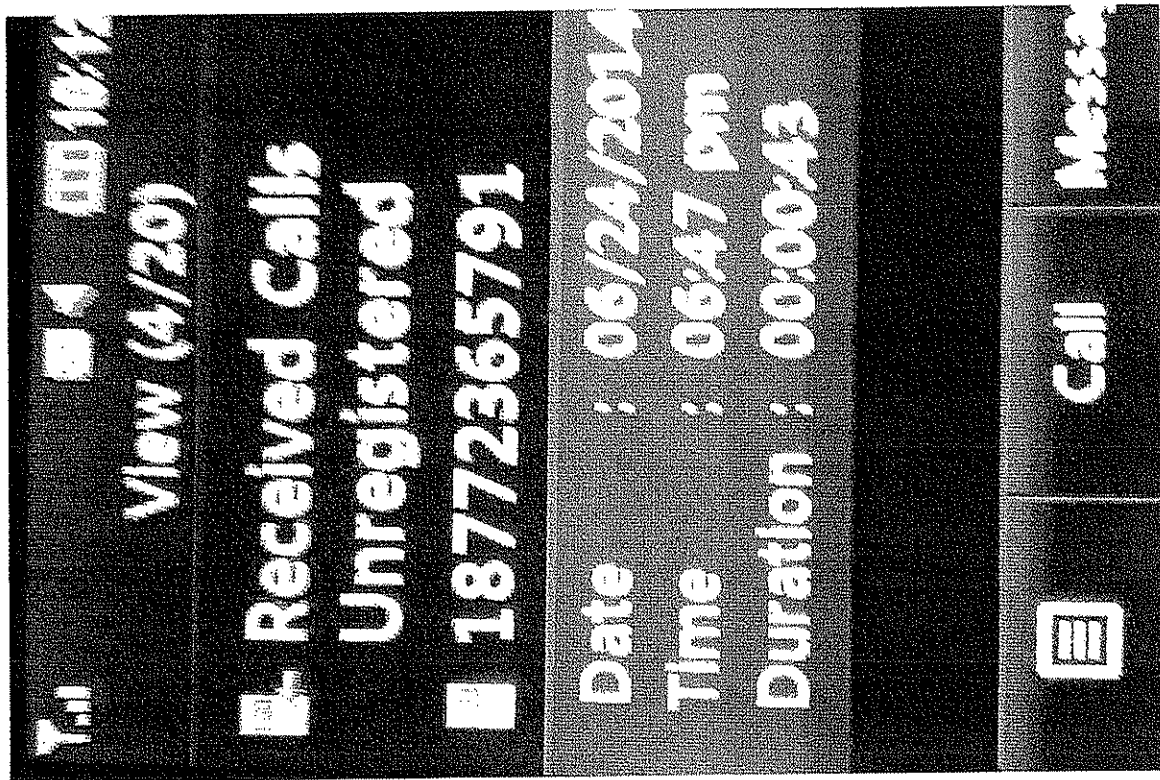 View (4/20)
Received Calls
Unregistered
18772365791
Date : 06/24/20
Time : 06:47 pm
Duration : 00:00:43
Call